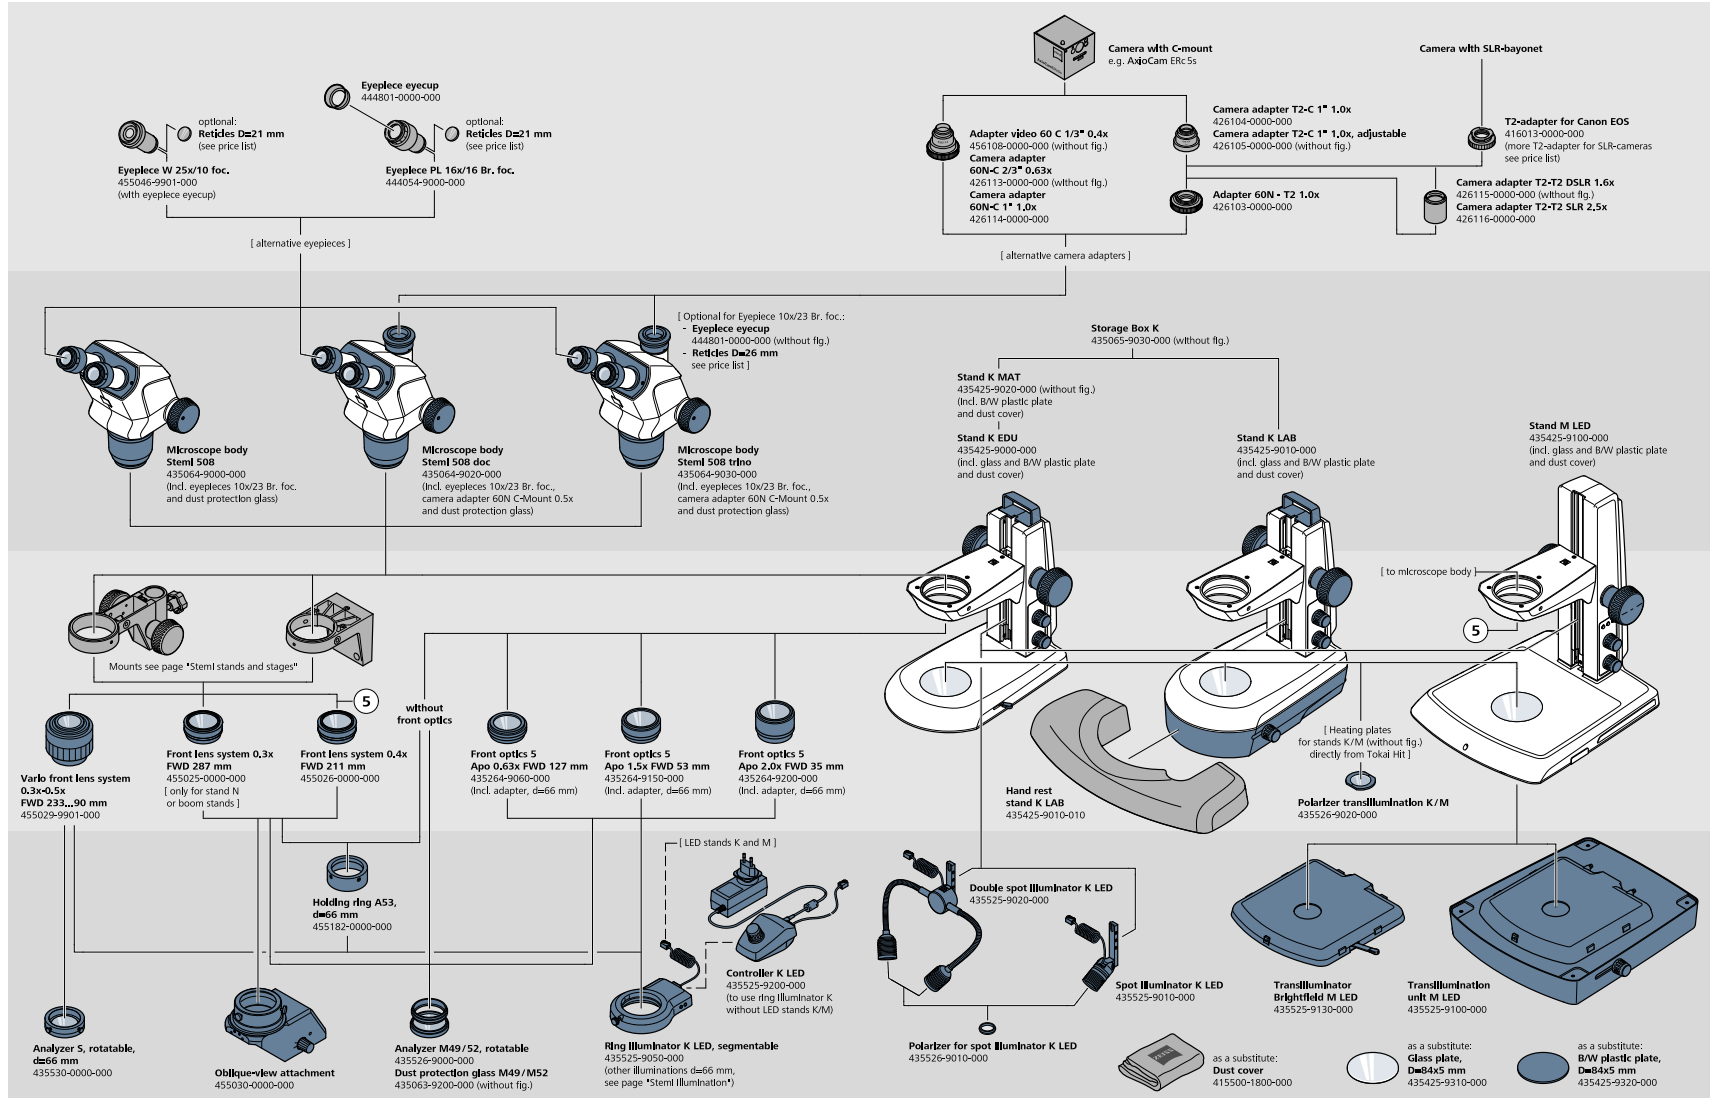 Camera with C-mount
e.g. AxioCam ERc5s
Camera with SLR-bayonet
Eyepiece eyecup
444801-0000-000
optional:
Reticles D=21 mm
(see price list)
optional:
Reticles D=21 mm
(see price list)
Eyepiece W 25x/10 foc.
455046-9901-000
(with eyepiece eyecup)
Eyepiece PL 16x/16 Br. foc.
444054-9000-000
Adapter video 60 C 1/3" 0.4x
456108-0000-000 (without fig.)
Camera adapter
60N-C 2/3" 0.63x
426113-0000-000 (without fig.)
Camera adapter
60N-C 1" 1.0x
426114-0000-000
Camera adapter T2-C 1" 1.0x
426104-0000-000
Camera adapter T2-C 1" 1.0x, adjustable
426105-0000-000 (without fig.)
T2-adapter for Canon EOS
416013-0000-000
(more T2-adapter for SLR-cameras
see price list)
Adapter 60N - T2 1.0x
426103-0000-000
Camera adapter T2-T2 DSLR 1.6x
426115-0000-000 (without fig.)
Camera adapter T2-T2 SLR 2.5x
426116-0000-000
[ alternative eyepieces ]
[ alternative camera adapters ]
[ Optional for Eyepiece 10x/23 Br. foc.:
- Eyepiece eyecup
444801-0000-000 (without fig.)
- Reticles D=26 mm
see price list ]
Storage Box K
435065-9030-000 (without fig.)
Stand K MAT
435425-9020-000 (without fig.)
(incl. B/W plastic plate
and dust cover)
Stand K EDU
435425-9000-000
(incl. glass and B/W plastic plate
and dust cover)
Stand K LAB
435425-9010-000
(incl. glass and B/W plastic plate
and dust cover)
Stand M LED
435425-9100-000
(incl. glass and B/W plastic plate
and dust cover)
Microscope body
Stemi 508
435064-9000-000
(Incl. eyepieces 10x/23 Br. foc.
and dust protection glass)
Microscope body
Stemi 508 doc
435064-9020-000
(Incl. eyepieces 10x/23 Br. foc.,
camera adapter 60N C-Mount 0.5x
and dust protection glass)
Microscope body
Stemi 508 trino
435064-9030-000
(Incl. eyepieces 10x/23 Br. foc.,
camera adapter 60N C-Mount 0.5x
and dust protection glass)
[ to microscope body ]
5
Mounts see page "Stemi stands and stages"
5
without
front optics
Vario front lens system
0.3x-0.5x
FWD 233...90 mm
455029-9901-000
Front lens system 0.3x
FWD 287 mm
455025-0000-000
[ only for stand N
or boom stands ]
Front lens system 0.4x
FWD 211 mm
455026-0000-000
Front optics 5
Apo 0.63x FWD 127 mm
435264-9060-000
(Incl. adapter, d=66 mm)
Front optics 5
Apo 1.5x FWD 53 mm
435264-9150-000
(Incl. adapter, d=66 mm)
Front optics 5
Apo 2.0x FWD 35 mm
435264-9200-000
(Incl. adapter, d=66 mm)
Hand rest
stand K LAB
435425-9010-010
[ Heating plates
for stands K/M (without fig.)
directly from Tokai Hit ]
Polarizer transillumination K/M
435526-9020-000
Holding ring A53,
d=66 mm
455182-0000-000
[ LED stands K and M ]
Controller K LED
435525-9200-000
(to use ring illuminator K
without LED stands K/M)
Double spot illuminator K LED
435525-9020-000
Spot illuminator K LED
435525-9010-000
Transilluminator
Brightfield M LED
435525-9130-000
Transillumination
unit M LED
435525-9100-000
Analyzer S, rotatable,
d=66 mm
435530-0000-000
Oblique-view attachment
455030-0000-000
Analyzer M49/52, rotatable
435526-9000-000
Dust protection glass M49/M52
435063-9200-000 (without fig.)
Ring illuminator K LED, segmentable
435525-9050-000
(other illuminations d=66 mm,
see page "Stemi Illumination")
Polarizer for spot illuminator K LED
435526-9010-000
as a substitute:
Dust cover
415500-1800-000
as a substitute:
Glass plate,
D=84x5 mm
435425-9310-000
as a substitute:
B/W plastic plate,
D=84x5 mm
435425-9320-000